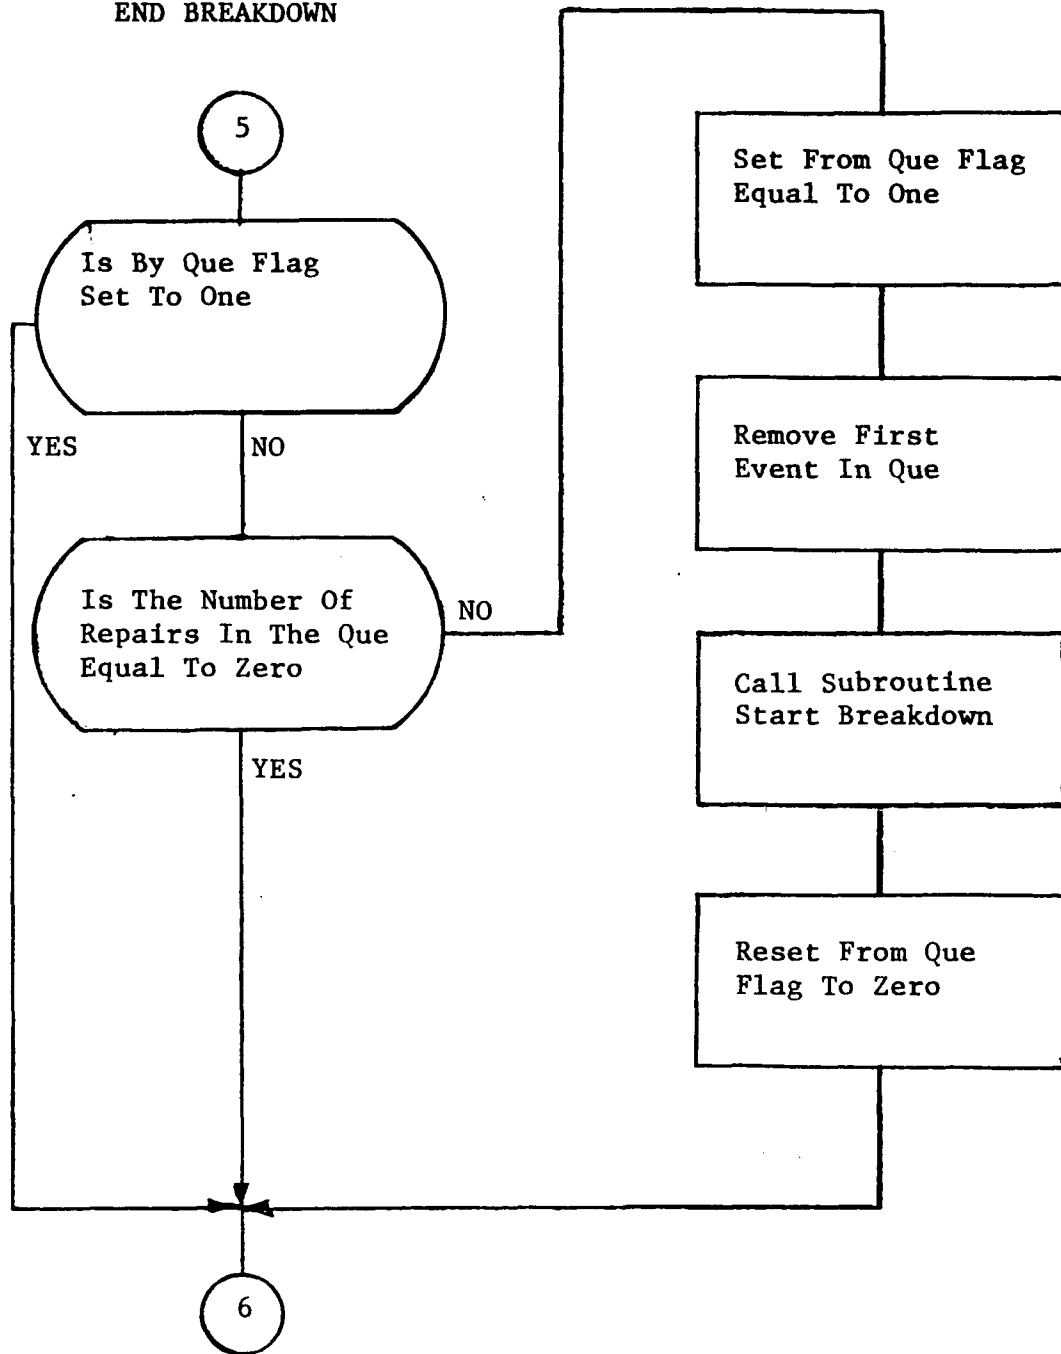 END BREAKDOWN
5
Is By Que Flag
Set To One
YES
NO
Is The Number Of
Repairs In The Que
Equal To Zero
NO
YES
Set From Que Flag
Equal To One
Remove First
Event In Que
Call Subroutine
Start Breakdown
Reset From Que
Flag To Zero
6